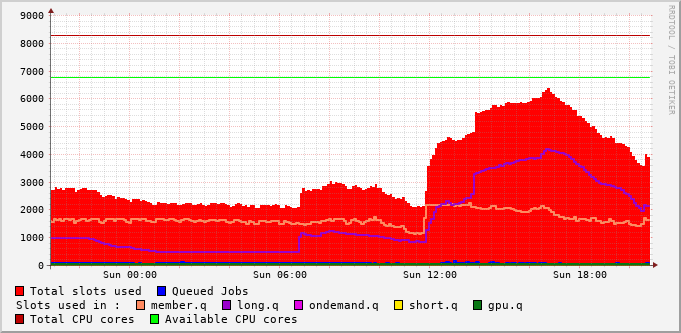 9000
8000
7000
6000
5000
4000
3000
2000
1000
0
Sun 00:00 Sun 06:00 Sun 12:00 Sun 18:00
Total slots used Queued Jobs
Slots used in : member.q long.q ondemand.q short.q gpu.q
Total CPU cores Available CPU cores
RRDTOOL / TOBI OETIKER